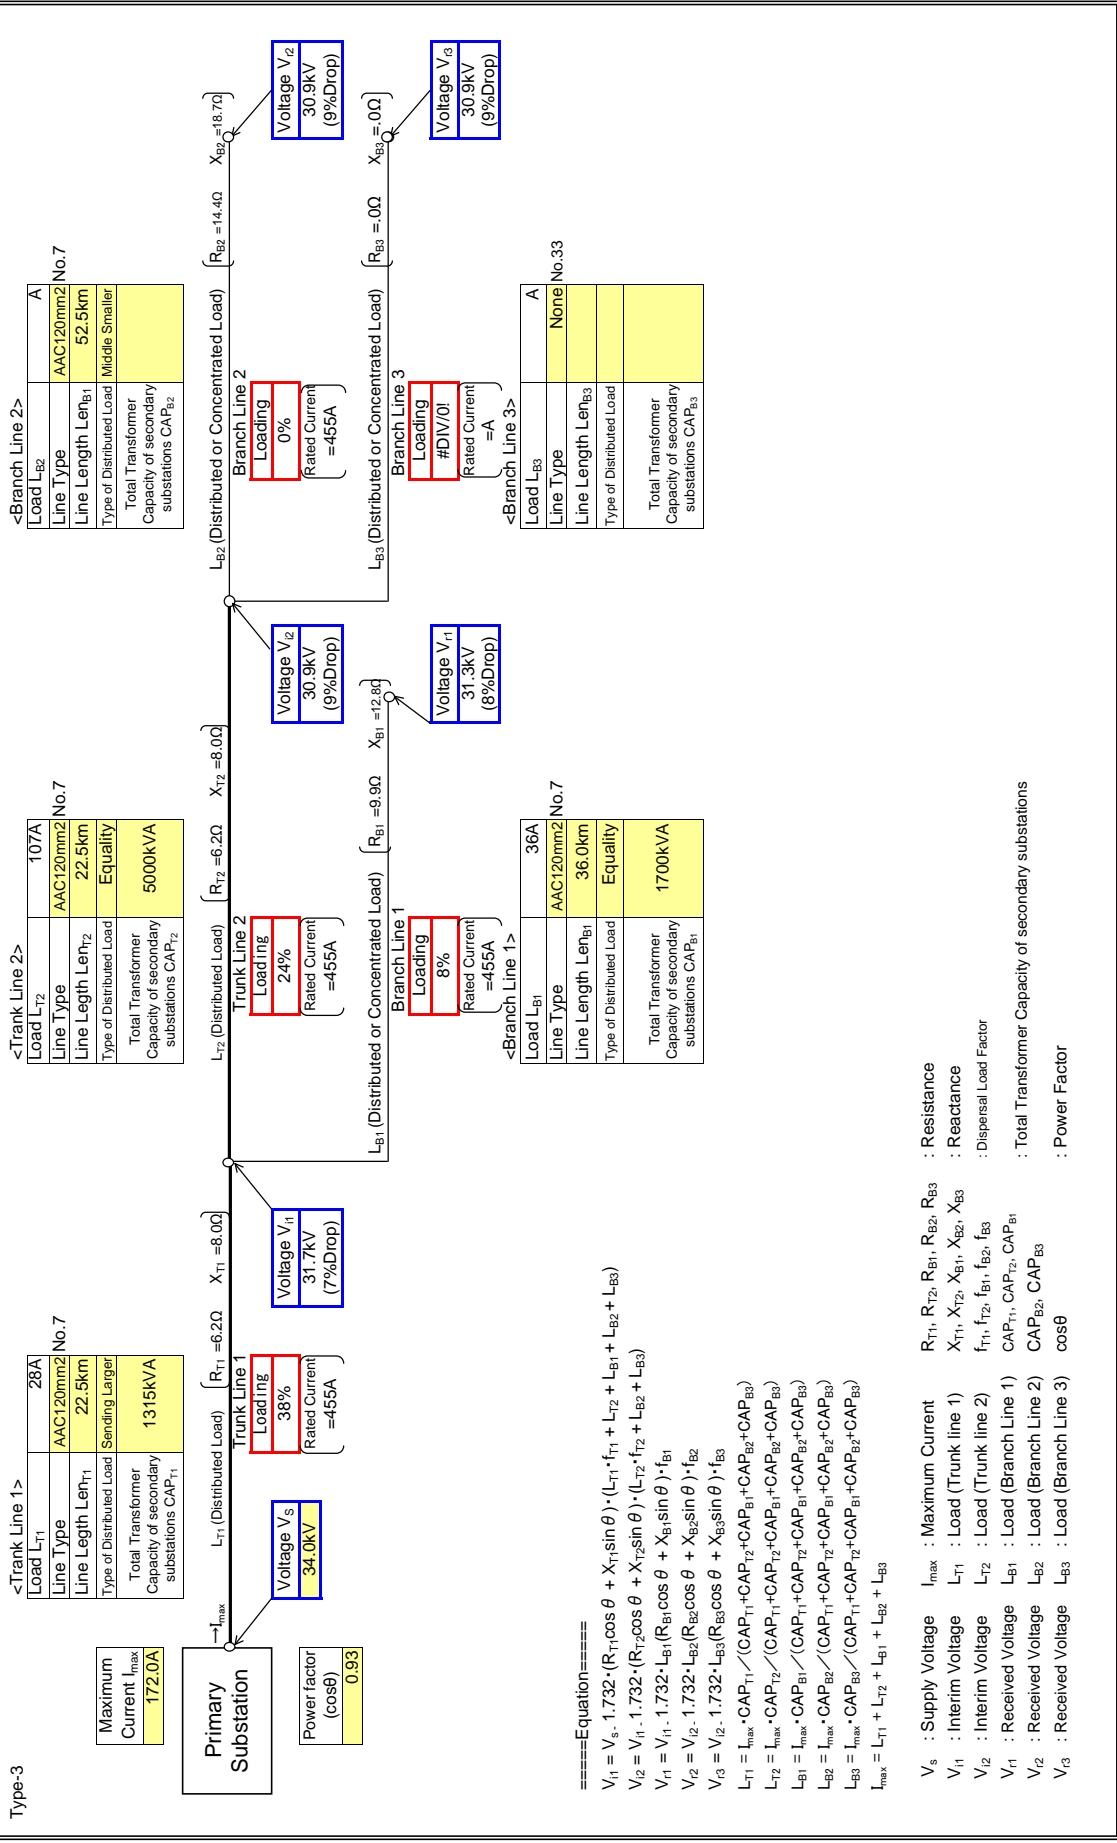 Type-3
Maximum
Current Imax
172.0A
Primary
Substation
Power factor
(cosθ)
0.93
→Imax
Voltage VS
34.0kV
<Trank Line 1>
Load LT1 28A
Line Type AAC120mm2 No.7
Line Legth LenT1 22.5km
Type of Distributed Load Sending Larger
Total Transformer
Capacity of secondary
substations CAPT1
1315kVA
LT1 (Distributed Load) RT1 =6.2Ω XT1 =8.0Ω
Trunk Line 1
Loading
38%
Rated Current
=455A
Voltage Vi1
31.7kV
(7%Drop)
<Trank Line 2>
Load LT2 107A
Line Type AAC120mm2 No.7
Line Legth LenT2 22.5km
Type of Distributed Load Equality
Total Transformer
Capacity of secondary
substations CAPT2
5000kVA
LT2 (Distributed Load) RT2 =6.2Ω XT2 =8.0Ω
Trunk Line 2
Loading
24%
Rated Current
=455A
Voltage Vi2
30.9kV
(9%Drop)
LB1 (Distributed or Concentrated Load) RB1 =9.9Ω XB1 =12.8Ω
Branch Line 1
Loading
8%
Rated Current
=455A
Voltage Vr1
31.3kV
(8%Drop)
<Branch Line 1>
Load LB1 36A
Line Type AAC120mm2 No.7
Line Length LenB1 36.0km
Type of Distributed Load Equality
Total Transformer
Capacity of secondary
substations CAPB1
1700kVA
<Branch Line 2>
Load LB2 A
Line Type AAC120mm2 No.7
Line Length LenB1 52.5km
Type of Distributed Load Middle Smaller
Total Transformer
Capacity of secondary
substations CAPB2
LB2 (Distributed or Concentrated Load) RB2 =14.4Ω XB2 =18.7Ω
Branch Line 2
Loading
0%
Rated Current
=455A
Voltage Vr2
30.9kV
(9%Drop)
LB3 (Distributed or Concentrated Load) RB3 =.0Ω XB3 =.0Ω
Branch Line 3
Loading
#DIV/0!
Rated Current
=A
Voltage Vr3
30.9kV
(9%Drop)
<Branch Line 3>
Load LB3 A
Line Type None No.33
Line Length LenB3
Type of Distributed Load
Total Transformer
Capacity of secondary
substations CAPB3
=====Equation=====
Vi1 = Vs - 1.732・(RT1cos θ + XT1sin θ)・(LT1・fT1 + LT2 + LB1 + LB2 + LB3)
Vi2 = Vi1 - 1.732・(RT2cos θ + XT2sin θ)・(LT2・fT2 + LB2 + LB3)
Vr1 = Vi1 - 1.732・LB1(RB1cos θ + XB1sin θ)・fB1
Vr2 = Vi2 - 1.732・LB2(RB2cos θ + XB2sin θ)・fB2
Vr3 = Vi2 - 1.732・LB3(RB3cos θ + XB3sin θ)・fB3
LT1 = Imax・CAPT1／(CAPT1+CAPT2+CAPB1+CAPB2+CAPB3)
LT2 = Imax・CAPT2／(CAPT1+CAPT2+CAPB1+CAPB2+CAPB3)
LB1 = Imax・CAPB1／(CAPT1+CAPT2+CAPB1+CAPB2+CAPB3)
LB2 = Imax・CAPB2／(CAPT1+CAPT2+CAPB1+CAPB2+CAPB3)
LB3 = Imax・CAPB3／(CAPT1+CAPT2+CAPB1+CAPB2+CAPB3)
Imax = LT1 + LT2 + LB1 + LB2 + LB3
Vs : Supply Voltage Imax : Maximum Current RT1, RT2, RB1, RB2, RB3 : Resistance
Vi1 : Interim Voltage LT1 : Load (Trunk line 1) XT1, XT2, XB1, XB2, XB3 : Reactance
Vi2 : Interim Voltage LT2 : Load (Trunk line 2) fT1, fT2, fB1, fB2, fB3 : Dispersal Load Factor
Vr1 : Received Voltage LB1 : Load (Branch Line 1) CAPT1, CAPT2, CAPB1
Vr2 : Received Voltage LB2 : Load (Branch Line 2) CAPB2, CAPB3 : Total Transformer Capacity of secondary substations
Vr3 : Received Voltage LB3 : Load (Branch Line 3) cosθ : Power Factor